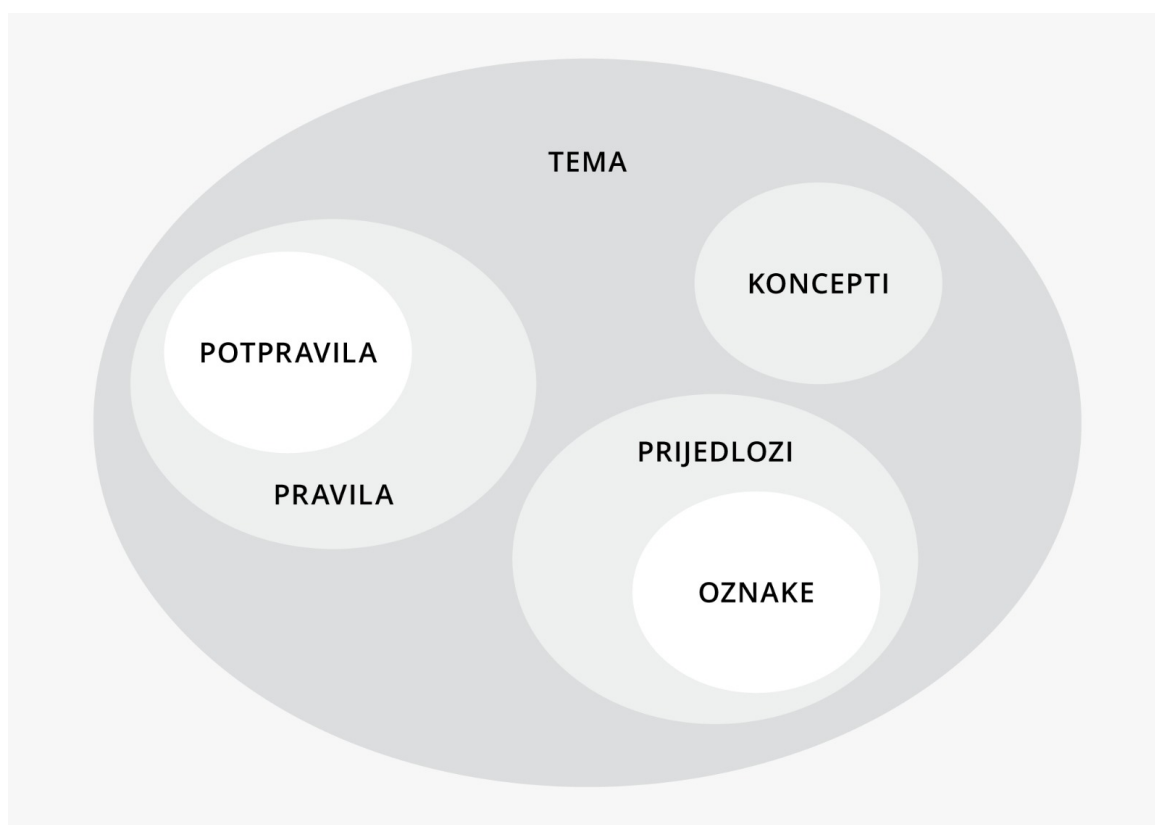 TEMA
KONCEPTI
POTPRAVILA
PRIJEDLOZI
PRAVILA
OZNAKE